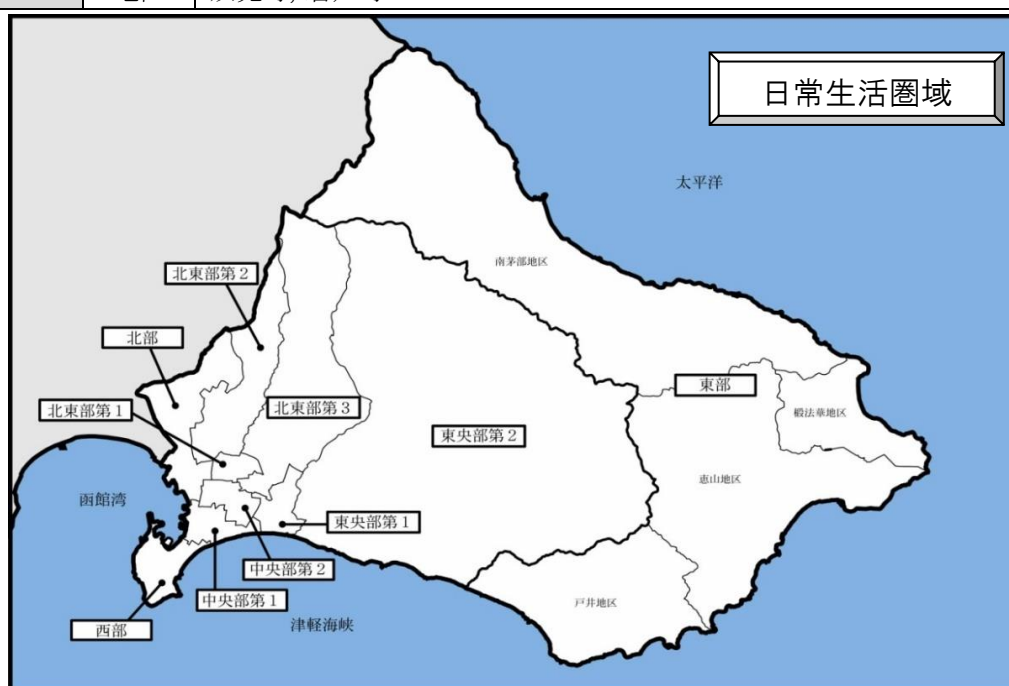 日常生活圏域
太平洋
南茅部地区
北東部第２
北部
東部
北東部第１
北東部第３
椴法華地区
東央部第２
恵山地区
函館湾
東央部第１
中央部第２
中央部第１
戸井地区
西部
津軽海峡